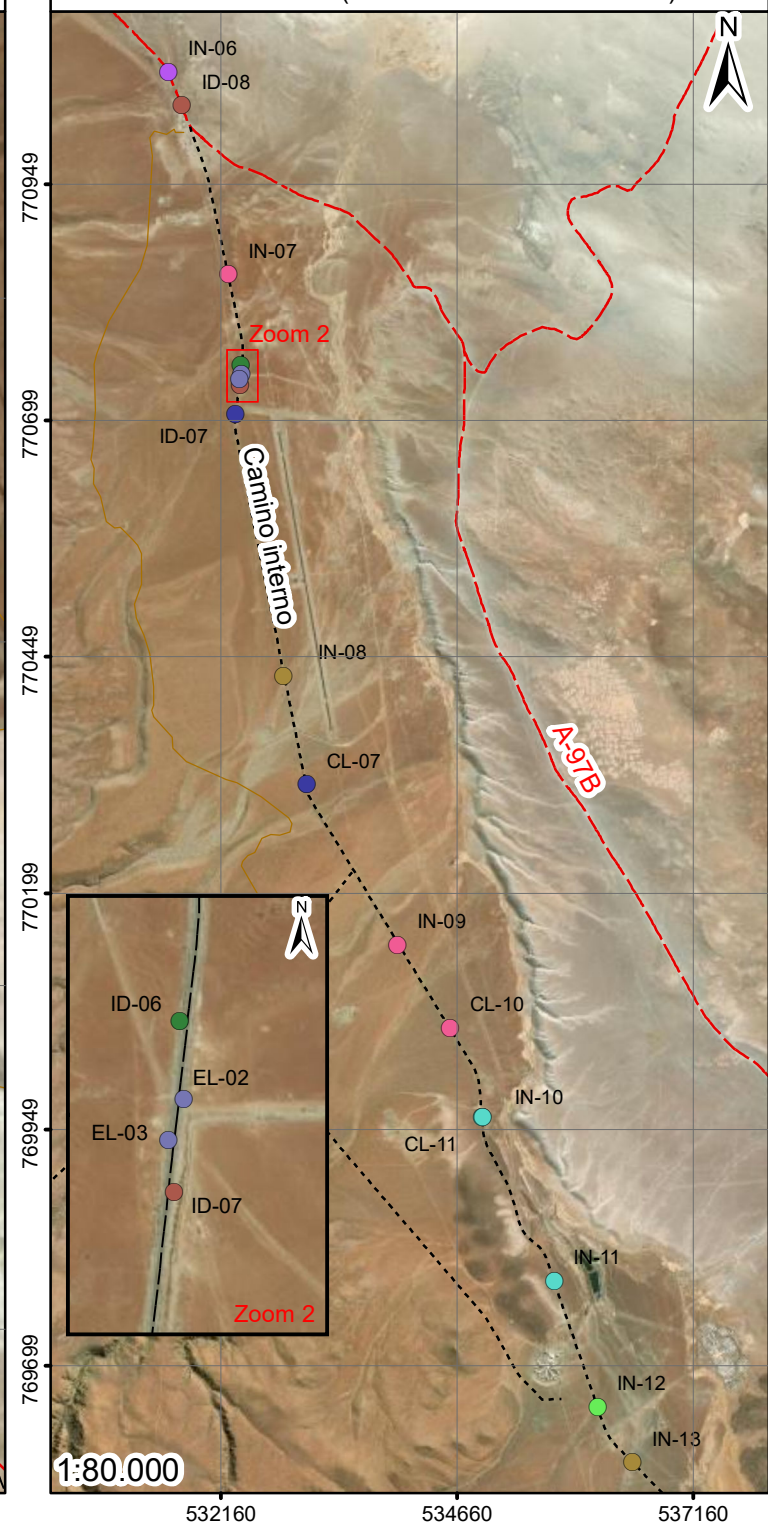 N
IN-06
ID-08
770949
IN-07
Zoom 2
770699
ID-07
Camino interno
770449
IN-08
A-97B
CL-07
770199
N
IN-09
ID-06
CL-10
EL-02
IN-10
769949
EL-03
CL-11
ID-07
IN-11
Zoom 2
769699
IN-12
IN-13
1:80.000
532160
534660
537160